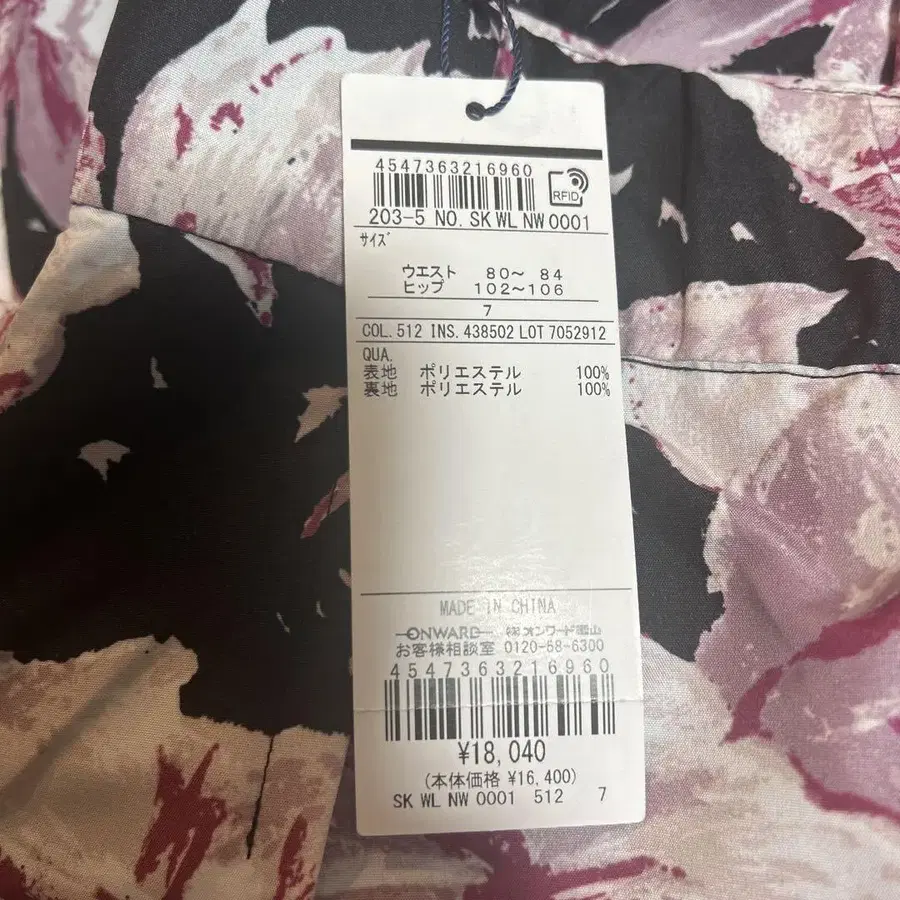 4547363216960
RFID
203-5 NO. SK WL NW 0001
サイズ
ウエスト 80～ 84
ヒップ 102～106
7
COL. 512 INS. 438502 LOT 7052912
QUA.
表地 ポリエステル 100%
裏地 ポリエステル 100%
MADE IN CHINA
ONWARD ㈱オンワード樫山
お客様相談室 0120-58-6300
4547363216960
¥18,040
(本体価格 ¥16,400)
SK WL NW 0001 512 7